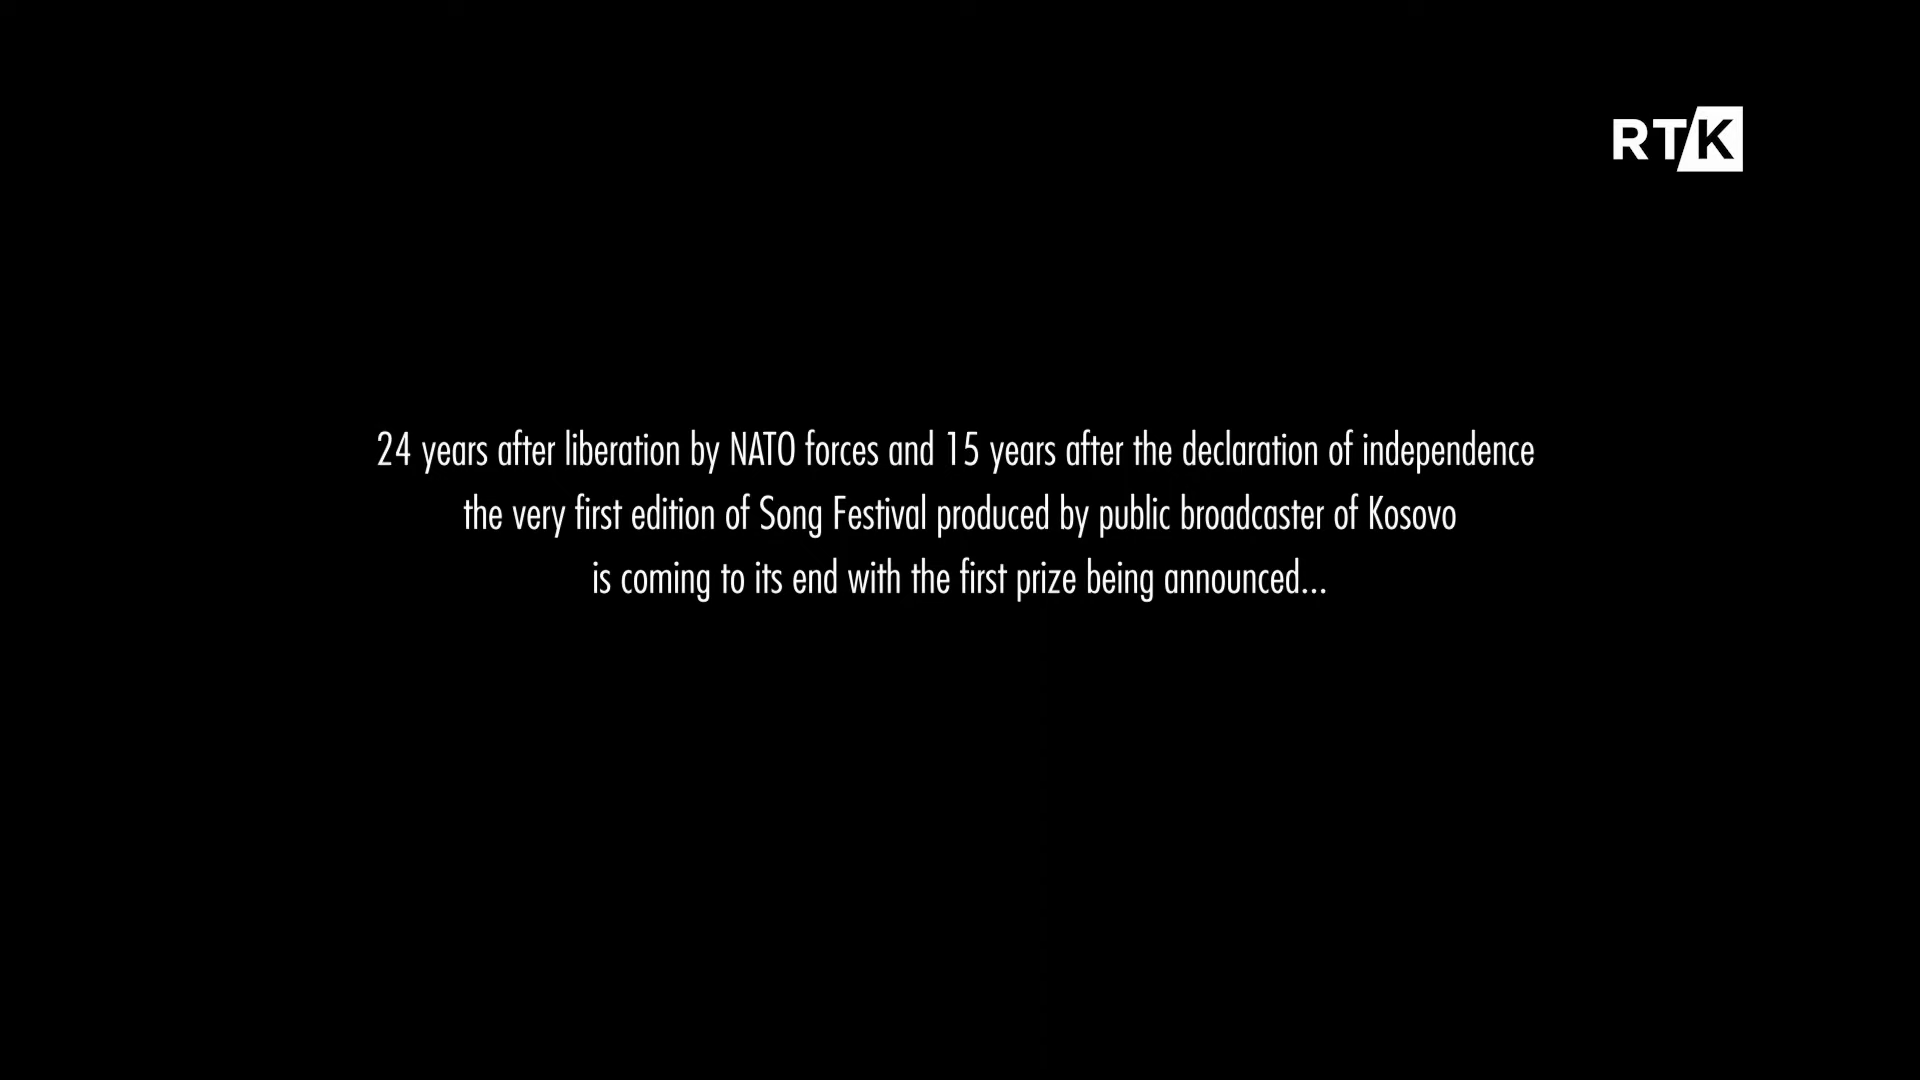 RTK
24 years after liberation by NATO forces and 15 years after the declaration of independence
the very first edition of Song Festival produced by public broadcaster of Kosovo
is coming to its end with the first prize being announced...